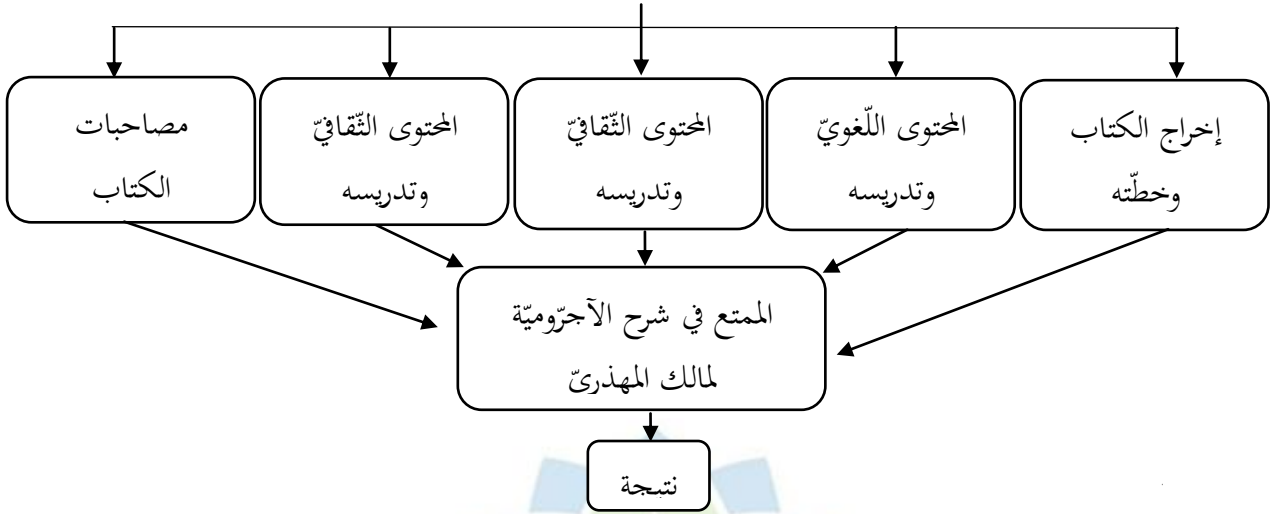 إخراج الكتاب
وخطّته
المحتوى اللّغويّ
وتدريسه
المحتوى الثّقافيّ
وتدريسه
المحتوى الثّقافيّ
وتدريسه
مصاحبات
الكتاب
الممتع في شرح الآجرّوميّة
لمالك المهذريّ
نتيجة